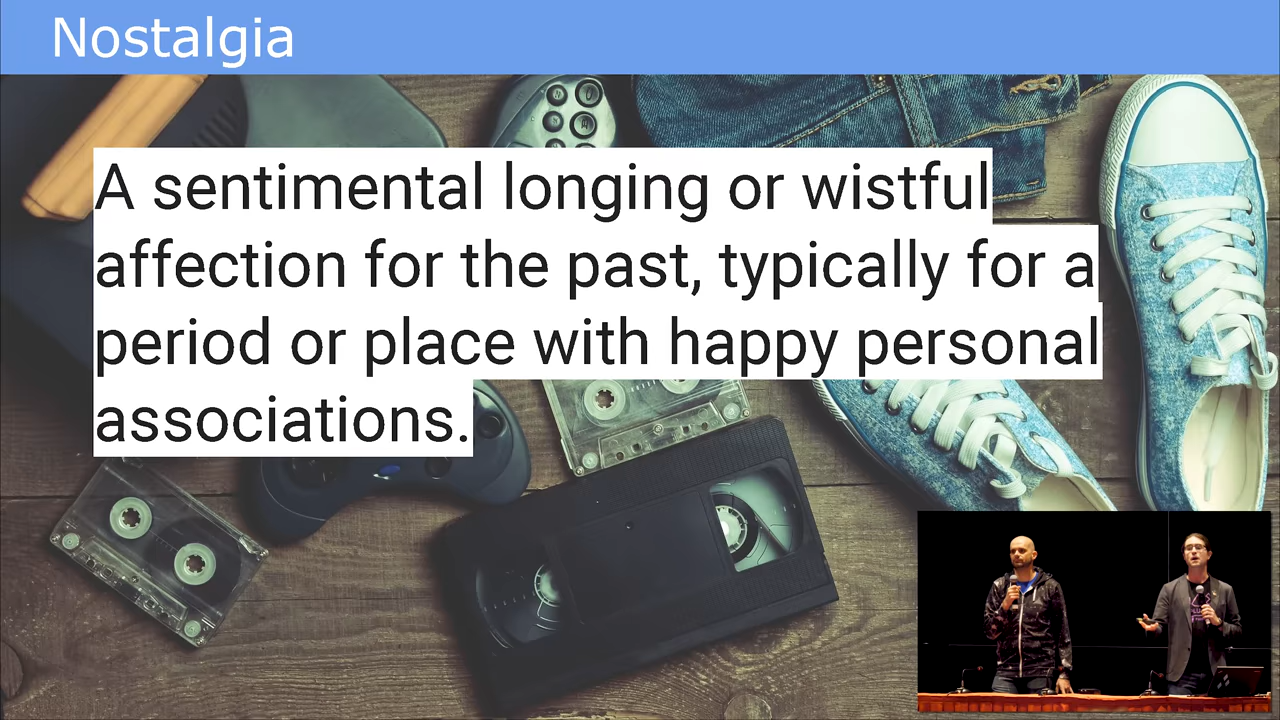 Nostalgia
A sentimental longing or wistful
affection for the past, typically for a
period or place with happy personal
associations.